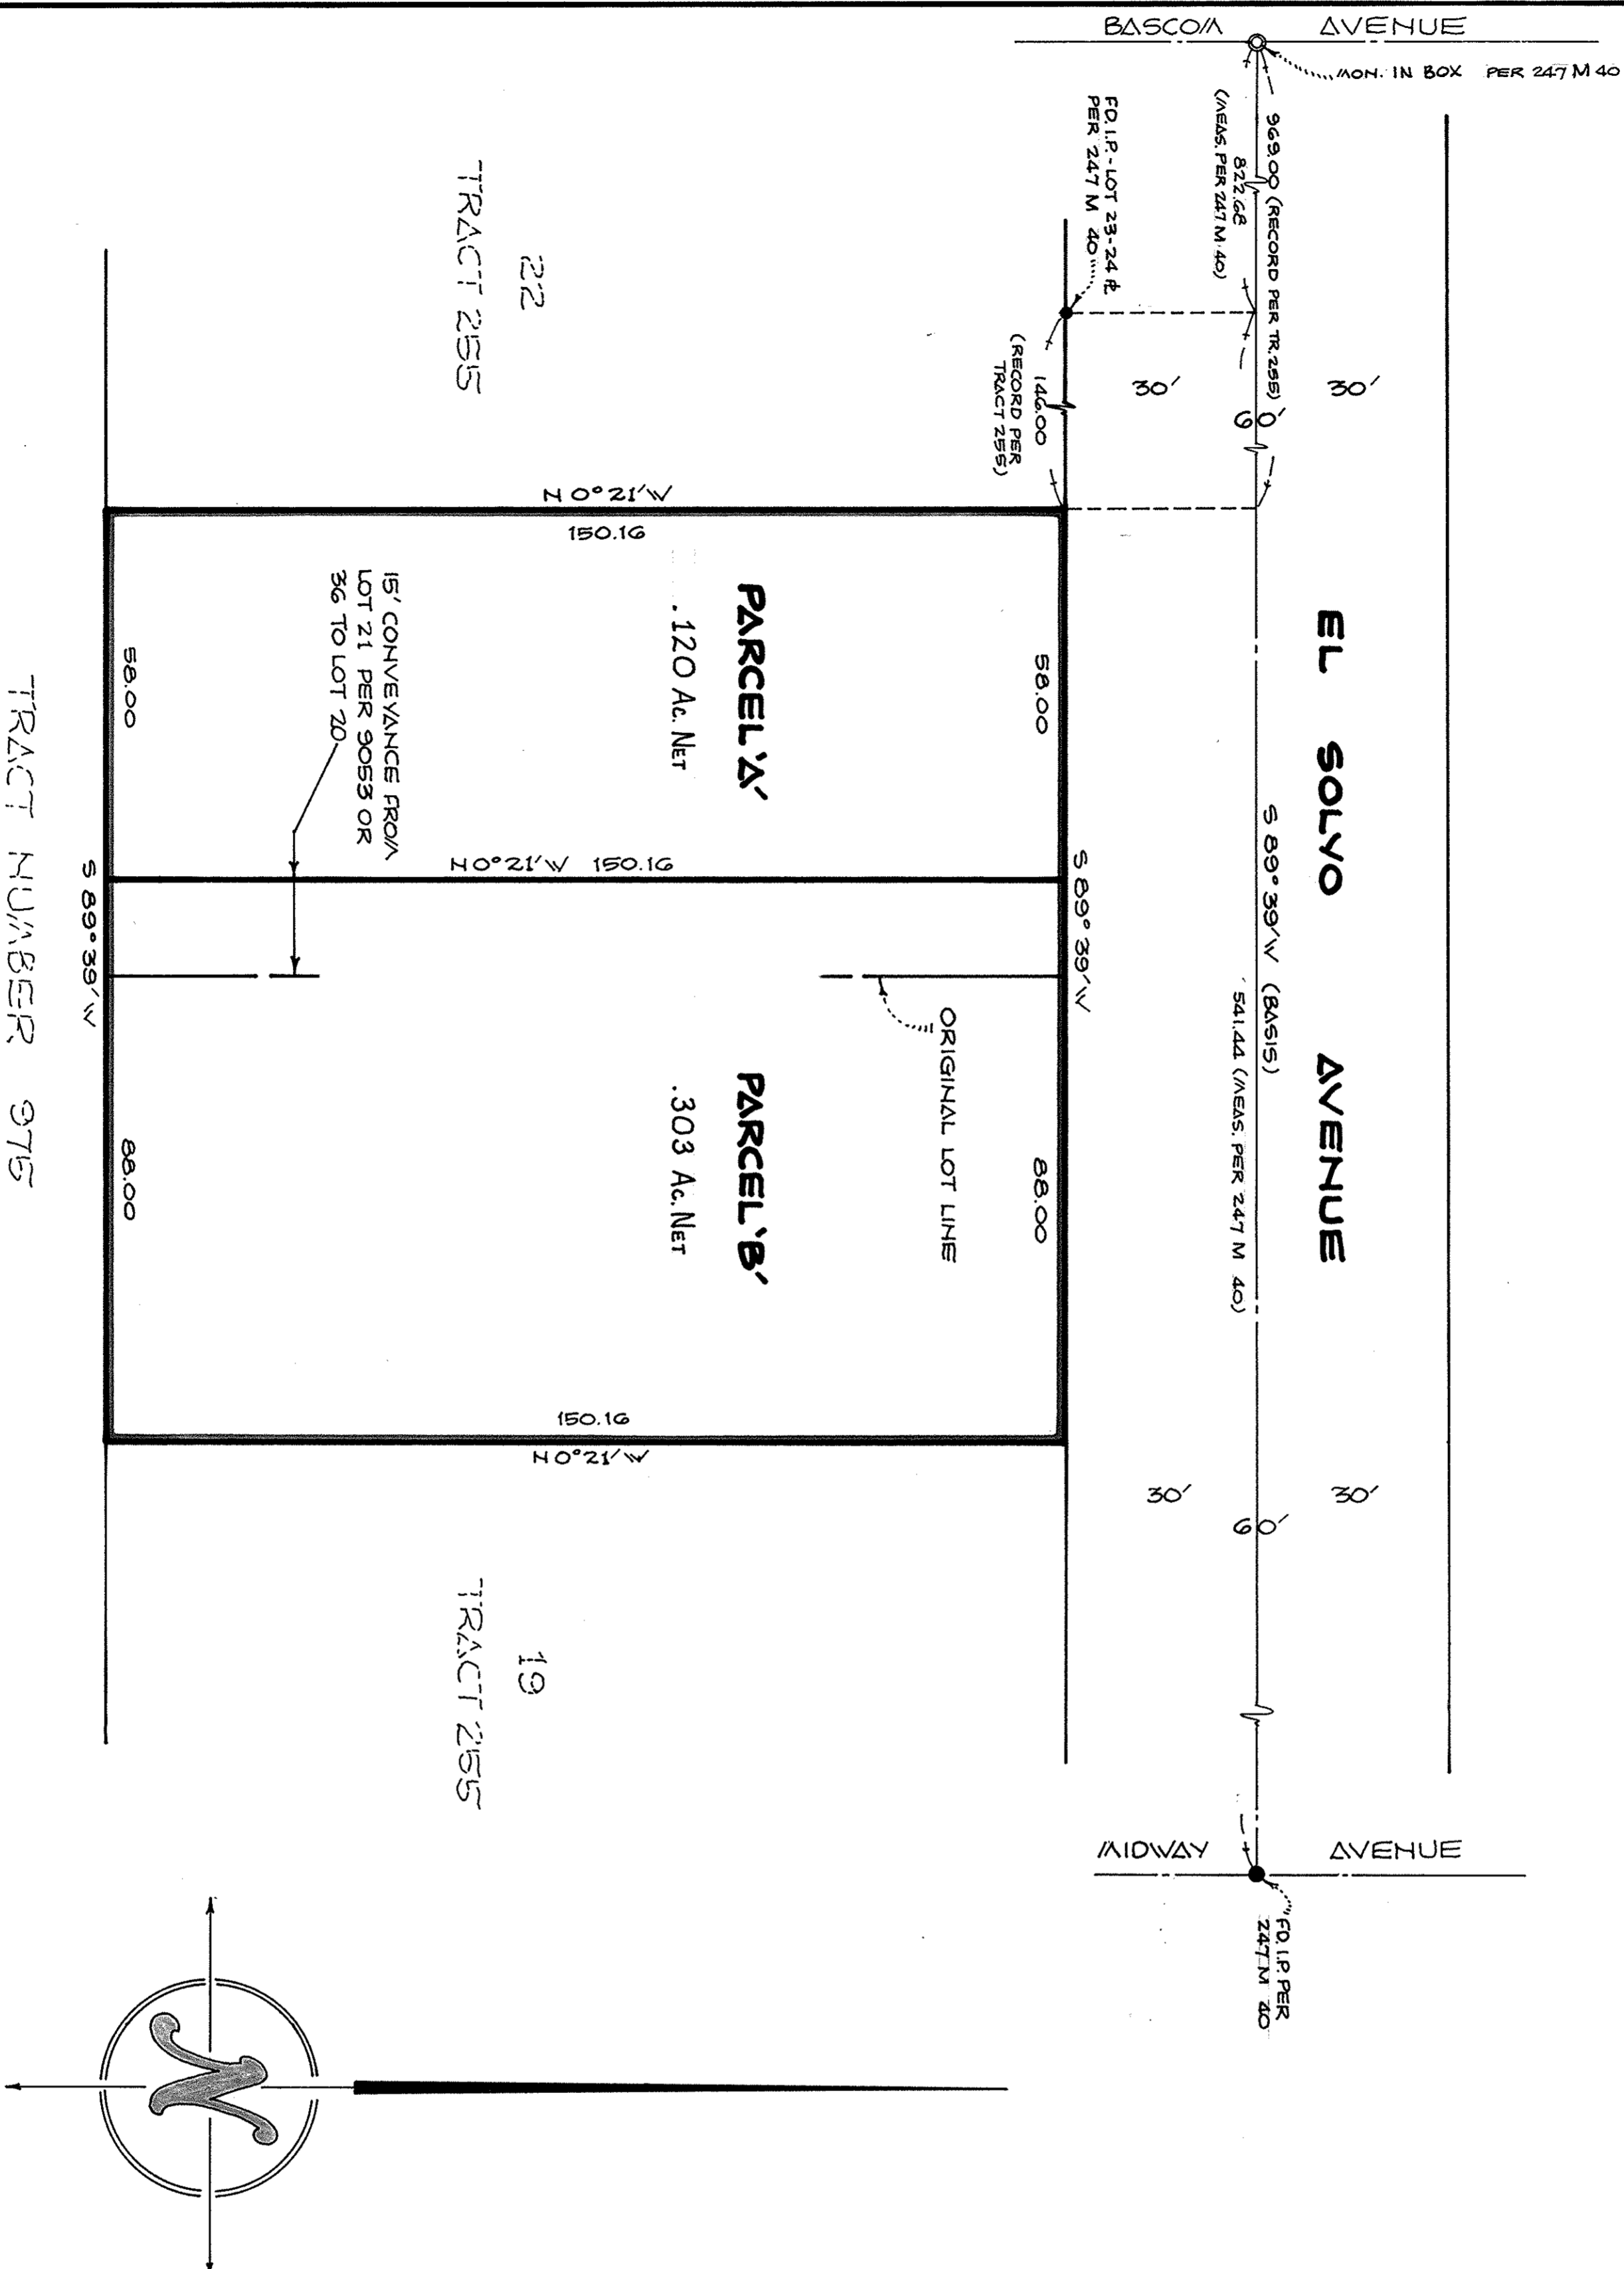 BASCOM AVENUE
MON. IN BOX PER 247 M 40
969.00 (RECORD PER TR. 255)
822.68
(MEAS. PER 247 M 40)
FD. I.P. - LOT 23-24 PL
PER 247 M 40
146.00
(RECORD PER
TRACT 255)
30'
60'
30'
EL SOLYO AVENUE
S 89° 39' W (BASIS)
541.44 (MEAS. PER 247 M 40)
30'
60'
30'
MIDWAY AVENUE
FD. I.P. PER
247 M 40
22
TRACT 255
N 0° 21' W
150.16
58.00
S 89° 39' W
88.00
ORIGINAL LOT LINE
PARCEL 'A'
.120 Ac. NET
PARCEL 'B'
.303 Ac. NET
N 0° 21' W 150.16
15' CONVEYANCE FROM
LOT 21 PER 9053 OR
36 TO LOT 20
150.16
N 0° 21' W
58.00
88.00
S 89° 39' W
19
TRACT 255
TRACT NUMBER 975
N